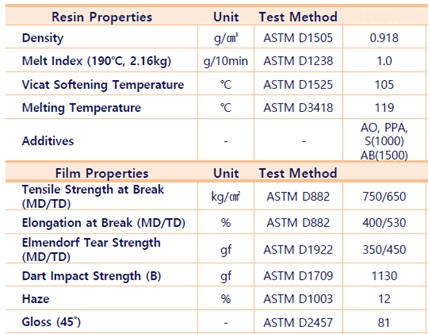 Resin Properties Unit Test Method
Density g/㎤ ASTM D1505 0.918
Melt Index (190℃, 2.16kg) g/10min ASTM D1238 1.0
Vicat Softening Temperature ℃ ASTM D1525 105
Melting Temperature ℃ ASTM D3418 119
Additives - - AO, PPA,
S(1000)
AB(1500)
Film Properties Unit Test Method
Tensile Strength at Break
(MD/TD) kg/㎠ ASTM D882 750/650
Elongation at Break (MD/TD) % ASTM D882 400/530
Elmendorf Tear Strength
(MD/TD) gf ASTM D1922 350/450
Dart Impact Strength (B) gf ASTM D1709 1130
Haze % ASTM D1003 12
Gloss (45˚) - ASTM D2457 81